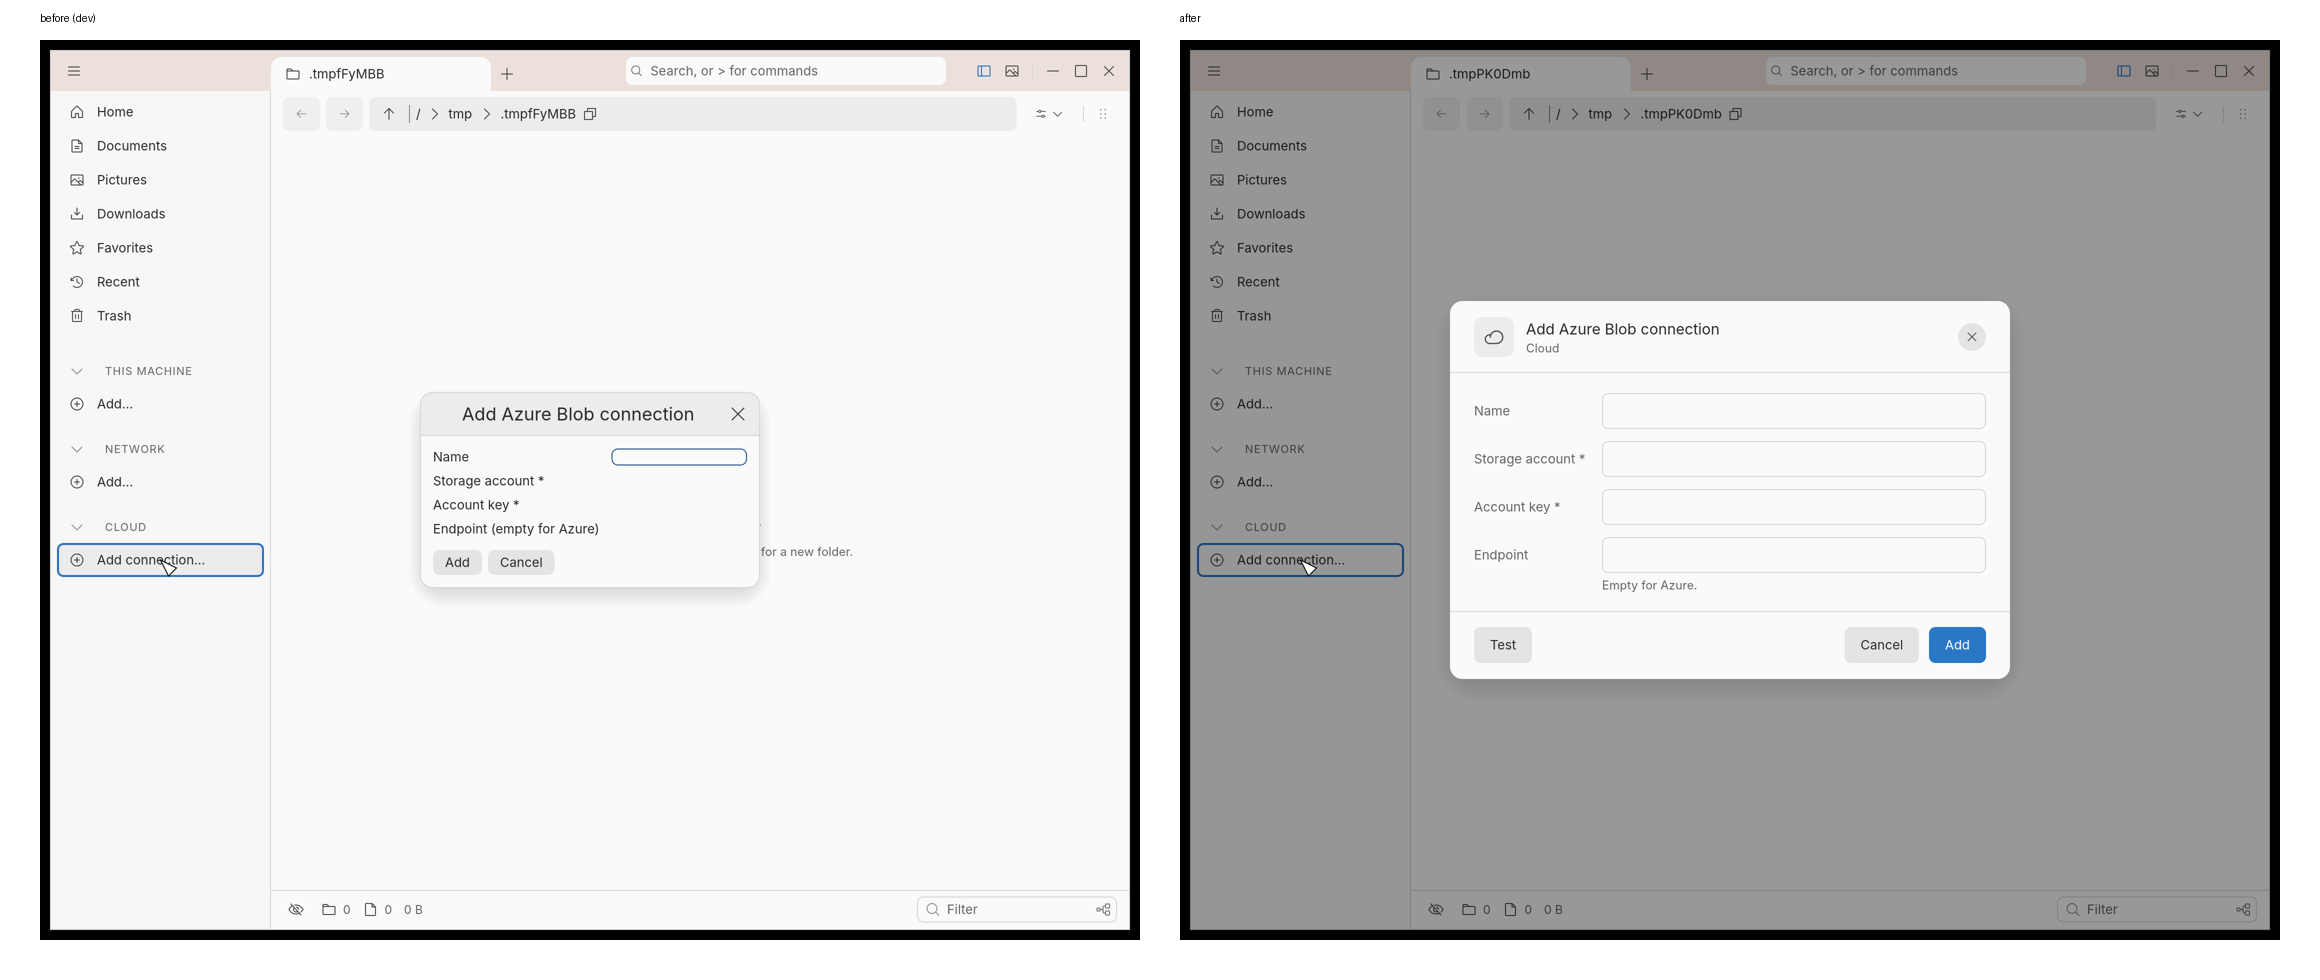 before (dev)
.tmpfFyMBB
Search, or > for commands
/ > tmp > .tmpfFyMBB
Home
Documents
Pictures
Downloads
Favorites
Recent
Trash
THIS MACHINE
Add...
NETWORK
Add...
CLOUD
Add connection...
Add Azure Blob connection
Name
Storage account *
Account key *
Endpoint (empty for Azure)
Add Cancel
for a new folder.
0 0 0 B
Filter
after
.tmpPK0Dmb
Search, or > for commands
/ > tmp > .tmpPK0Dmb
Home
Documents
Pictures
Downloads
Favorites
Recent
Trash
THIS MACHINE
Add...
NETWORK
Add...
CLOUD
Add connection...
Add Azure Blob connection
Cloud
Name
Storage account *
Account key *
Endpoint
Empty for Azure.
Test Cancel Add
0 0 0 B
Filter